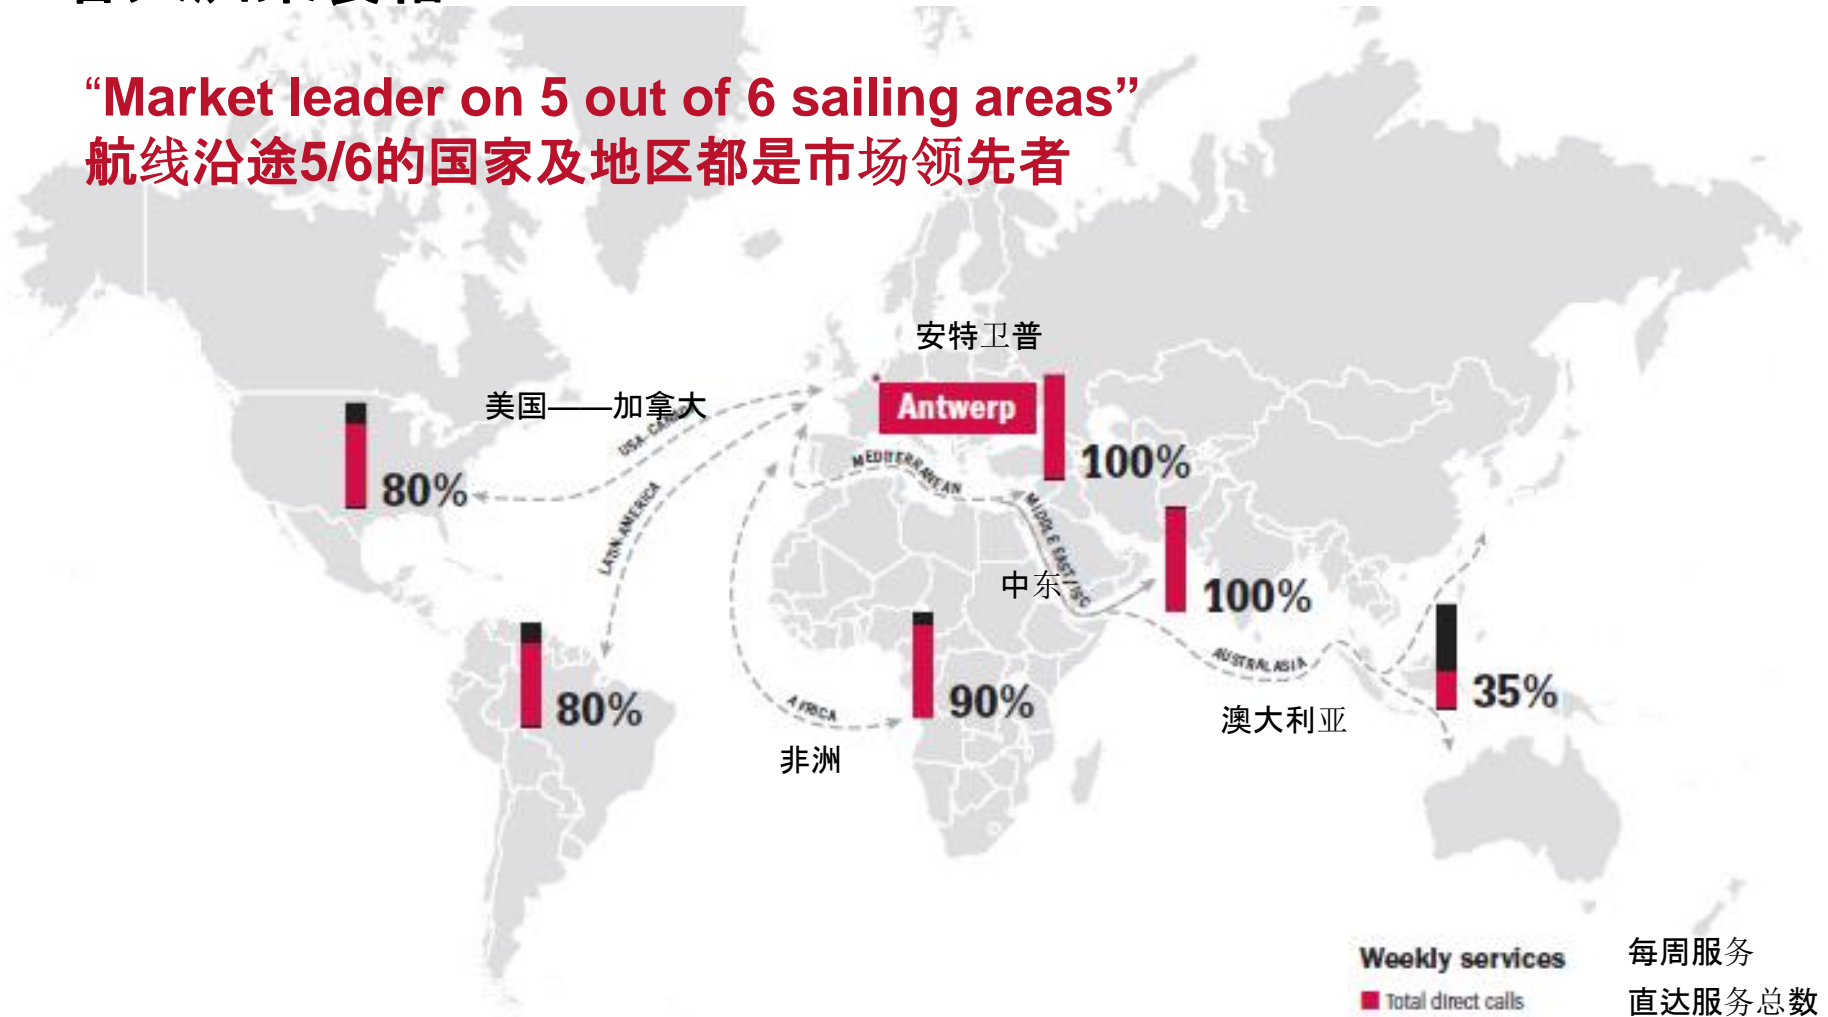 “Market leader on 5 out of 6 sailing areas”
航线沿途5/6的国家及地区都是市场领先者
安特卫普
Antwerp
美国——加拿大
80%
100%
MEDITERRANEAN
LATIN AMERICA
MIDDLE EAST/ISC
中东
100%
AUSTRALASIA
澳大利亚
35%
80%
AFRICA
非洲
90%
Weekly services
每周服务
Total direct calls
直达服务总数